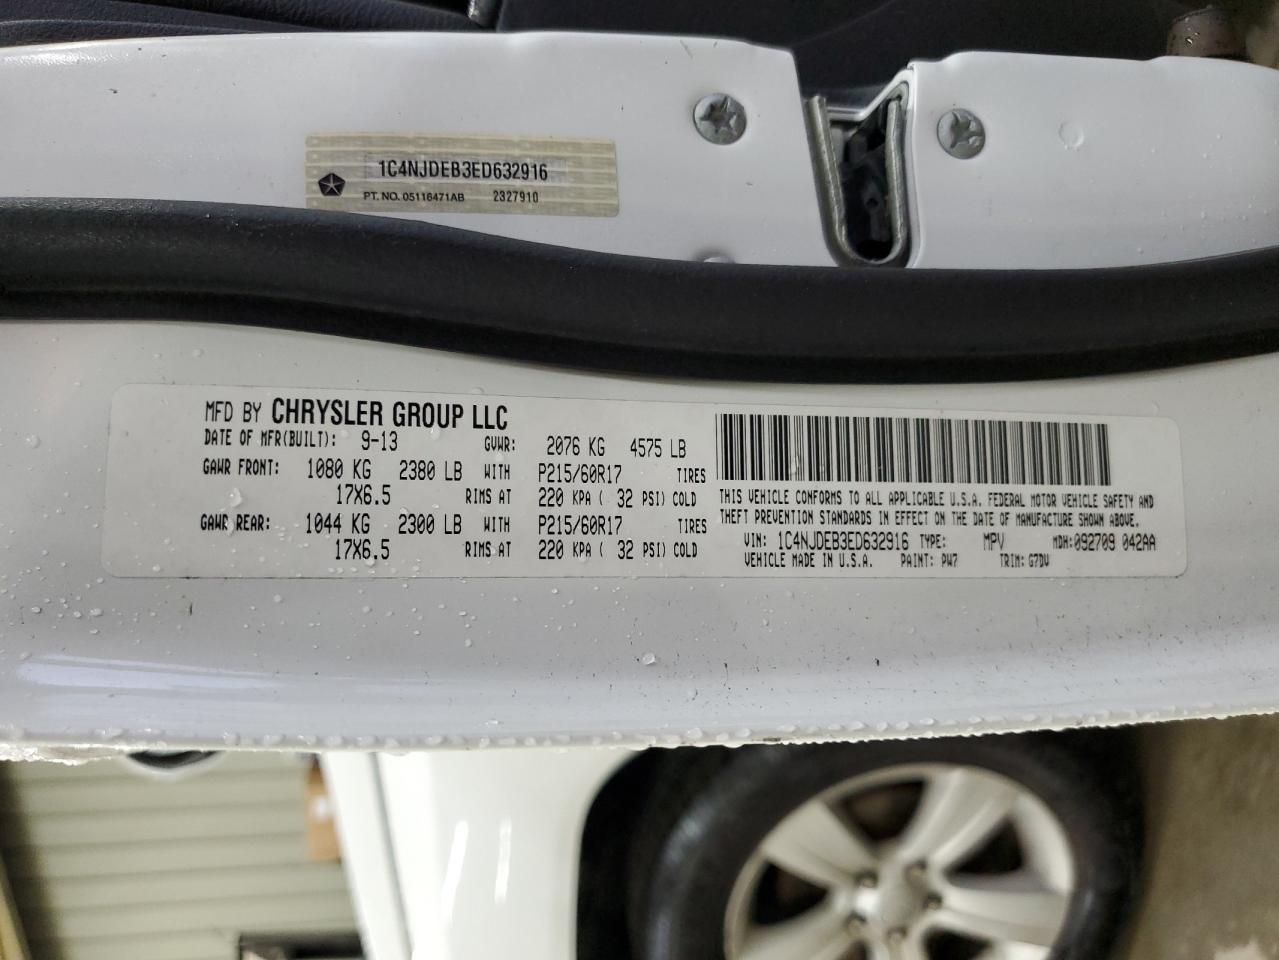 1C4NJDEB3ED632916
PT. NO. 05116471AB 2327910
MFD BY CHRYSLER GROUP LLC
DATE OF MFR(BUILT): 9-13 GVWR: 2076 KG 4575 LB
GAWR FRONT: 1080 KG 2380 LB WITH P215/60R17 TIRES
17X6.5 RIMS AT 220 KPA ( 32 PSI) COLD
GAWR REAR: 1044 KG 2300 LB WITH P215/60R17 TIRES
17X6.5 RIMS AT 220 KPA ( 32 PSI) COLD
THIS VEHICLE CONFORMS TO ALL APPLICABLE U.S.A. FEDERAL MOTOR VEHICLE SAFETY AND
THEFT PREVENTION STANDARDS IN EFFECT ON THE DATE OF MANUFACTURE SHOWN ABOVE.
VIN: 1C4NJDEB3ED632916 TYPE: MPV MDH:092709 042AA
VEHICLE MADE IN U.S.A. PAINT: PW7 TRIM: G7DV